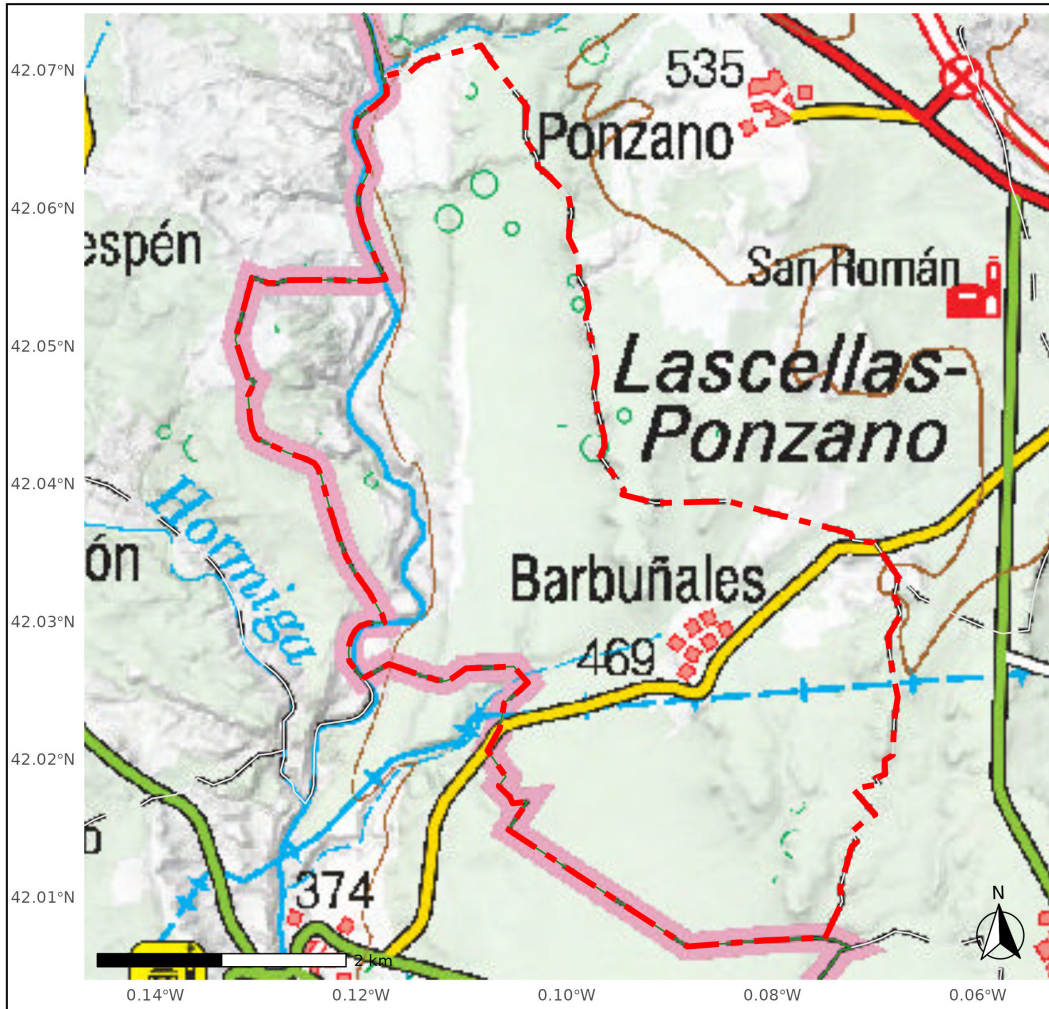 42.07°N
535
Ponzano
42.06°N
espén
San Román
42.05°N
Lascellas-
Ponzano
42.04°N
Hormiga
ón
Barbuñales
42.03°N
469
42.02°N
42.01°N
374
N
2 km
0.14°W
0.12°W
0.10°W
0.08°W
0.06°W